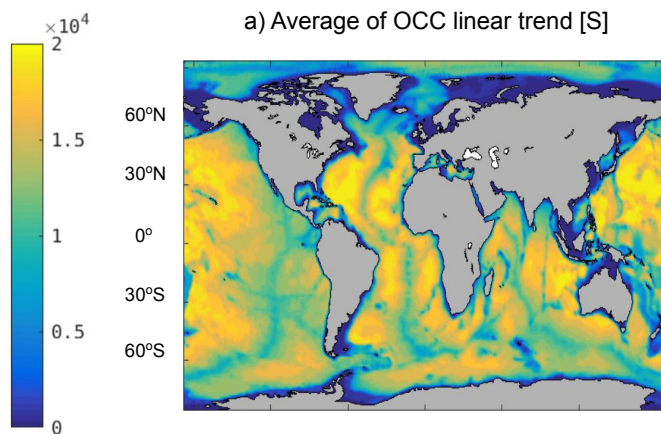 a) Average of OCC linear trend [S]
2 ×10⁴
1.5
1
0.5
0
60ºN
30ºN
0º
30ºS
60ºS